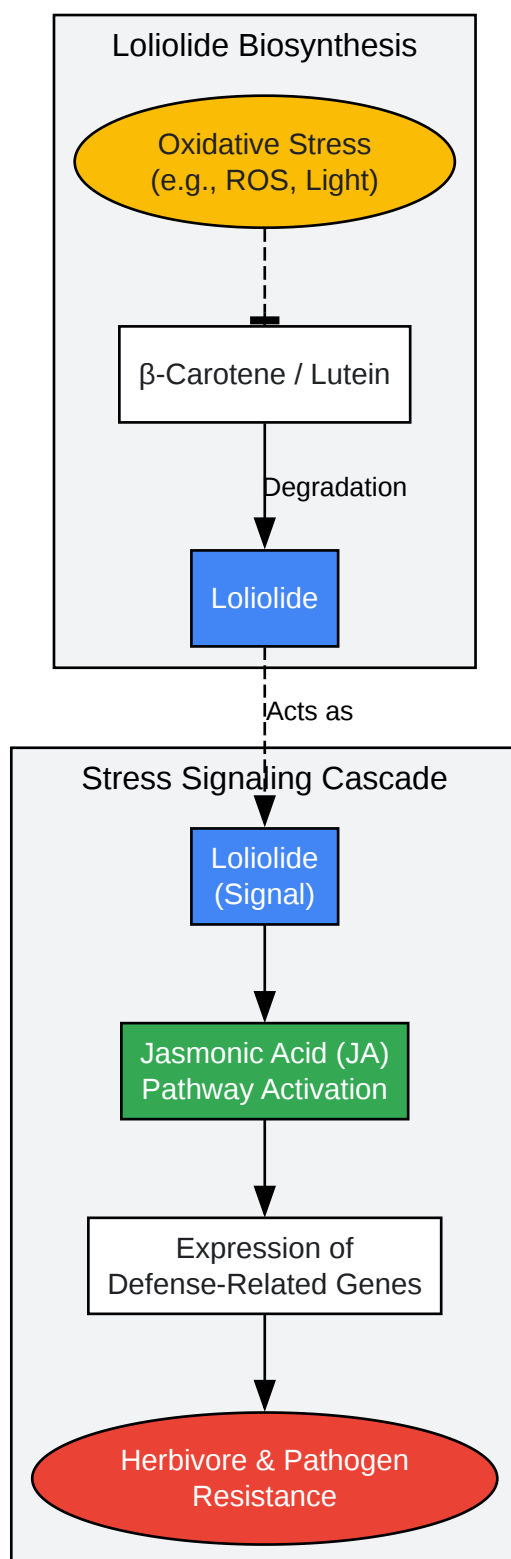 Loliolide Biosynthesis
Oxidative Stress
(e.g., ROS, Light)
β-Carotene / Lutein
Degradation
Loliolide
Acts as
Stress Signaling Cascade
Loliolide
(Signal)
Jasmonic Acid (JA)
Pathway Activation
Expression of
Defense-Related Genes
Herbivore & Pathogen
Resistance